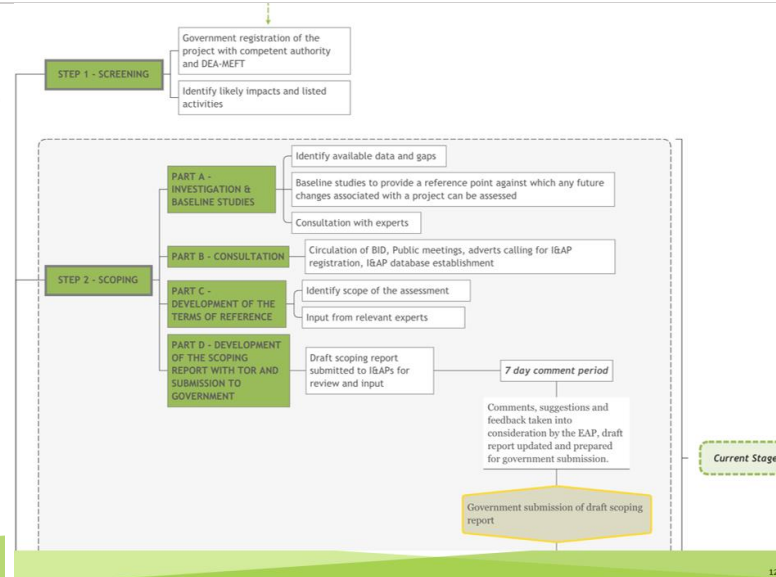 Government registration of the
project with competent authority
and DEA-MEFT
STEP 1 - SCREENING
Identify likely impacts and listed
activities
Identify available data and gaps
PART A -
INVESTIGATION &
BASELINE STUDIES
Baseline studies to provide a reference point against which any future
changes associated with a project can be assessed
Consultation with experts
PART B - CONSULTATION
Circulation of BID, Public meetings, adverts calling for I&AP
registration, I&AP database establishment
STEP 2 - SCOPING
PART C -
DEVELOPMENT OF THE
TERMS OF REFERENCE
Identify scope of the assessment
Input from relevant experts
PART D - DEVELOPMENT
OF THE SCOPING
REPORT WITH TOR AND
SUBMISSION TO
GOVERNMENT
Draft scoping report
submitted to I&APs for
review and input
7 day comment period
Comments, suggestions and
feedback taken into
consideration by the EAP, draft
report updated and prepared
for government submission.
Current Stage
Government submission of draft scoping
report
12